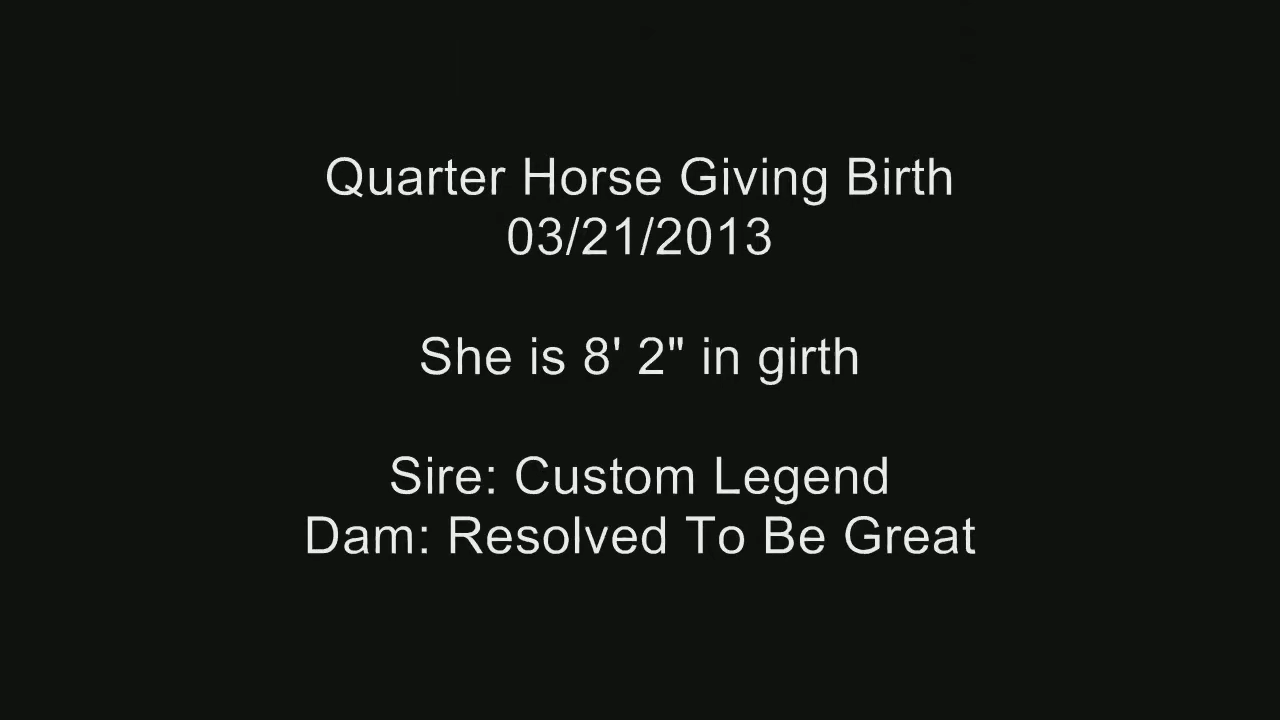 Quarter Horse Giving Birth
03/21/2013
She is 8' 2" in girth
Sire: Custom Legend
Dam: Resolved To Be Great